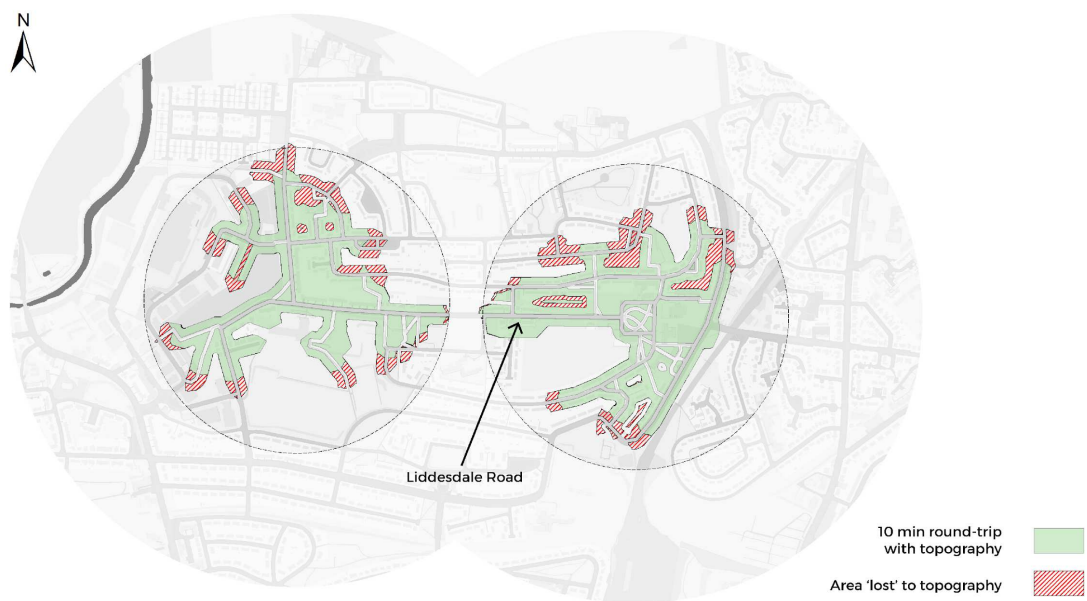 N
Liddesdale Road
10 min round-trip
with topography
Area ‘lost’ to topography